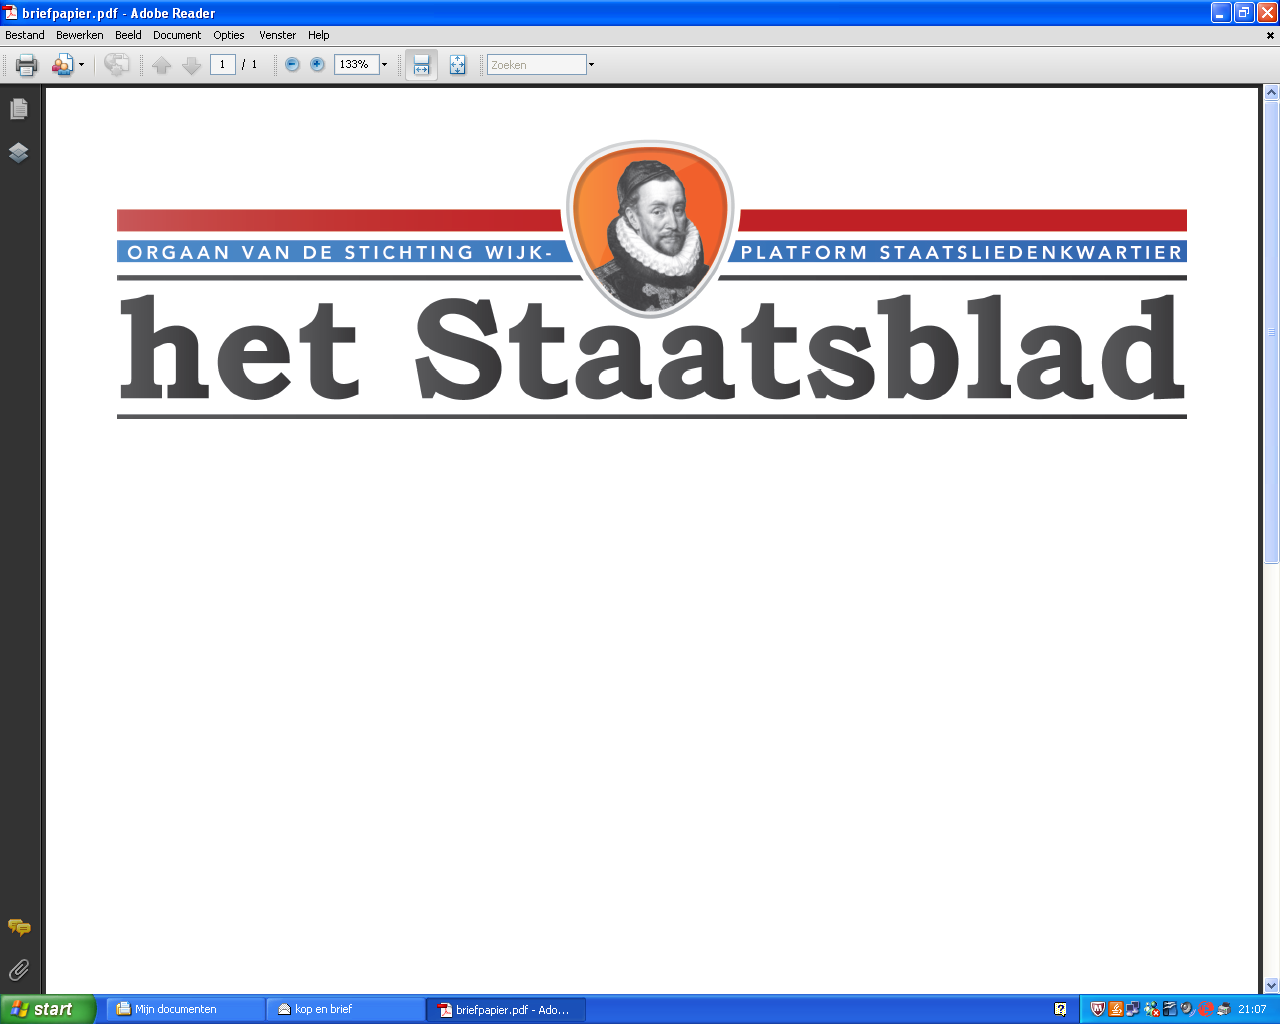 briefpapier.pdf - Adobe Reader
Bestand Bewerken Beeld Document Opties Venster Help
1 / 1 133% Zoeken
ORGAAN VAN DE STICHTING WIJK- PLATFORM STAATSLIEDENKWARTIER
het Staatsblad
start Mijn documenten kop en brief briefpapier.pdf - Ado... 21:07